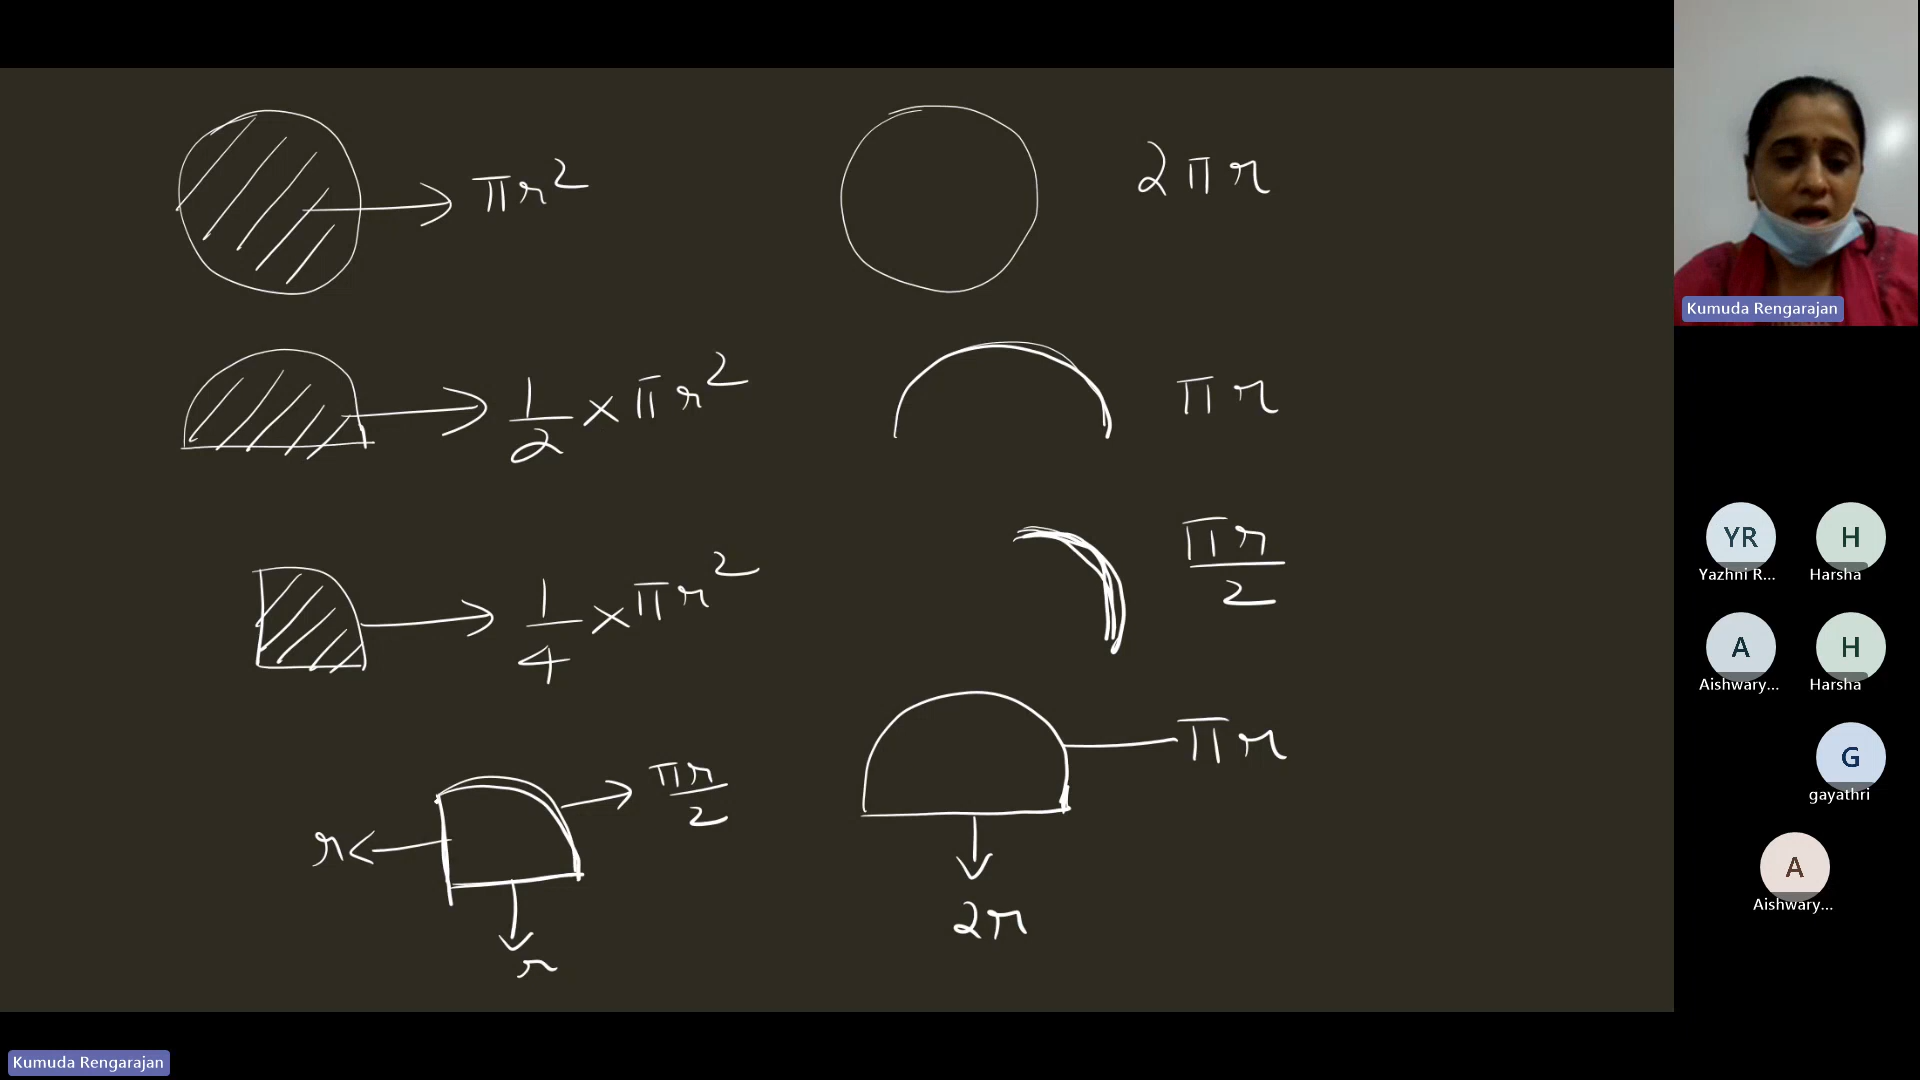 πr²
2πr
Kumuda Rengarajan
1/2 × πr²
πr
1/4 × πr²
πr/2
YR
H
Yazhni R...
Harsha
A
H
Aishwary...
Harsha
πr
G
gayathri
r
πr/2
r
2r
A
Aishwary...
Kumuda Rengarajan